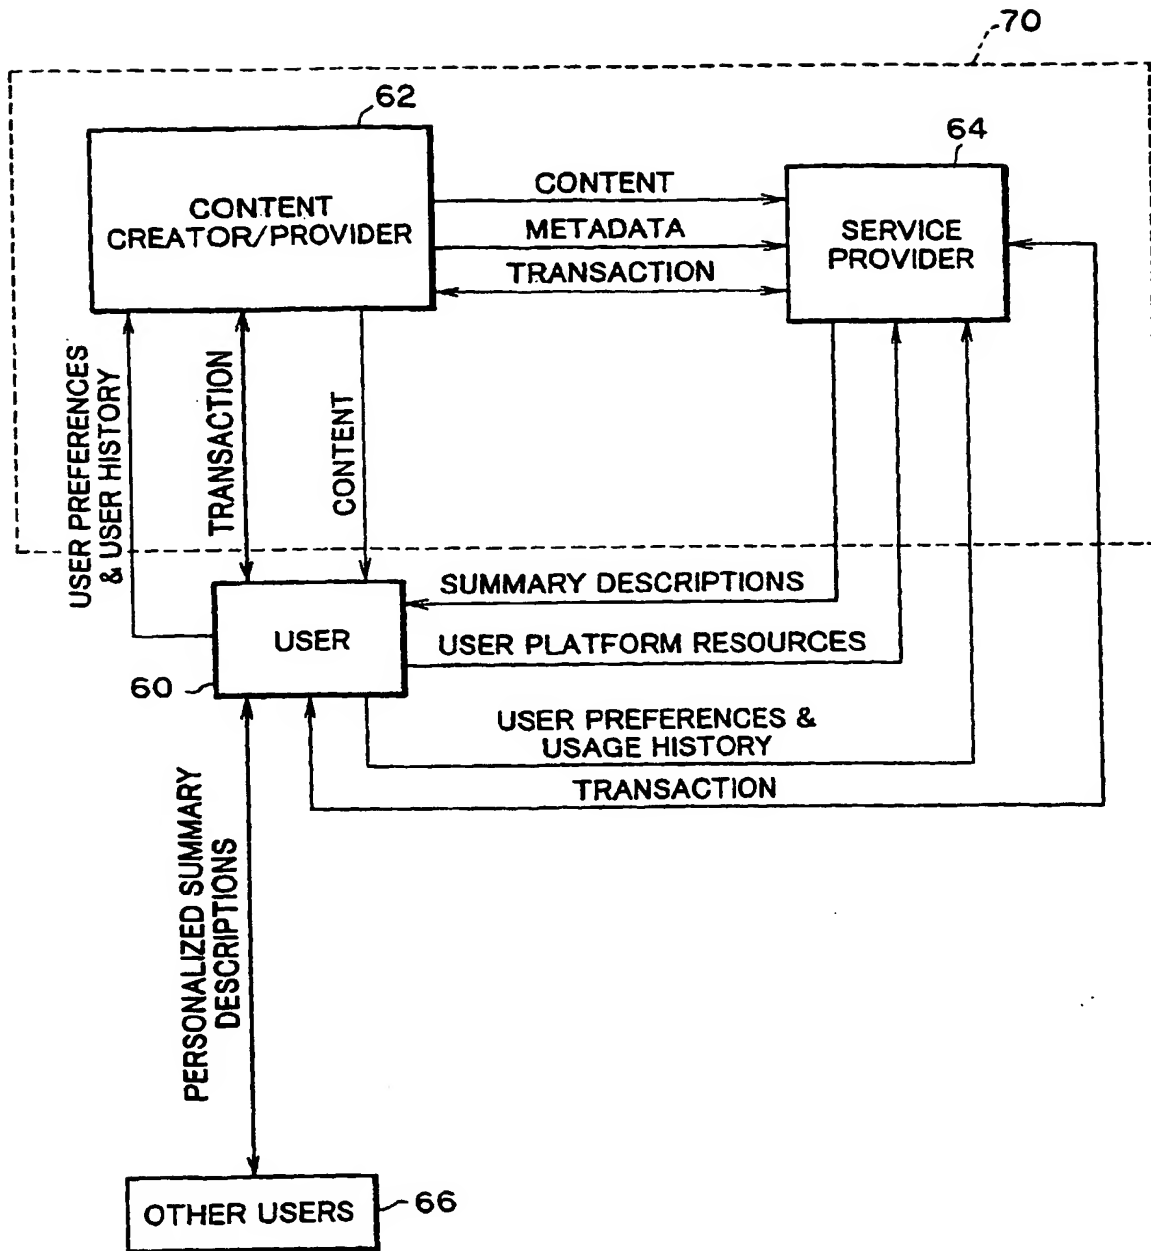 70
62
CONTENT
CREATOR/PROVIDER
CONTENT
METADATA
TRANSACTION
64
SERVICE
PROVIDER
USER PREFERENCES
& USER HISTORY
TRANSACTION
CONTENT
SUMMARY DESCRIPTIONS
USER
USER PLATFORM RESOURCES
60
USER PREFERENCES &
USAGE HISTORY
TRANSACTION
PERSONALIZED SUMMARY
DESCRIPTIONS
OTHER USERS
66